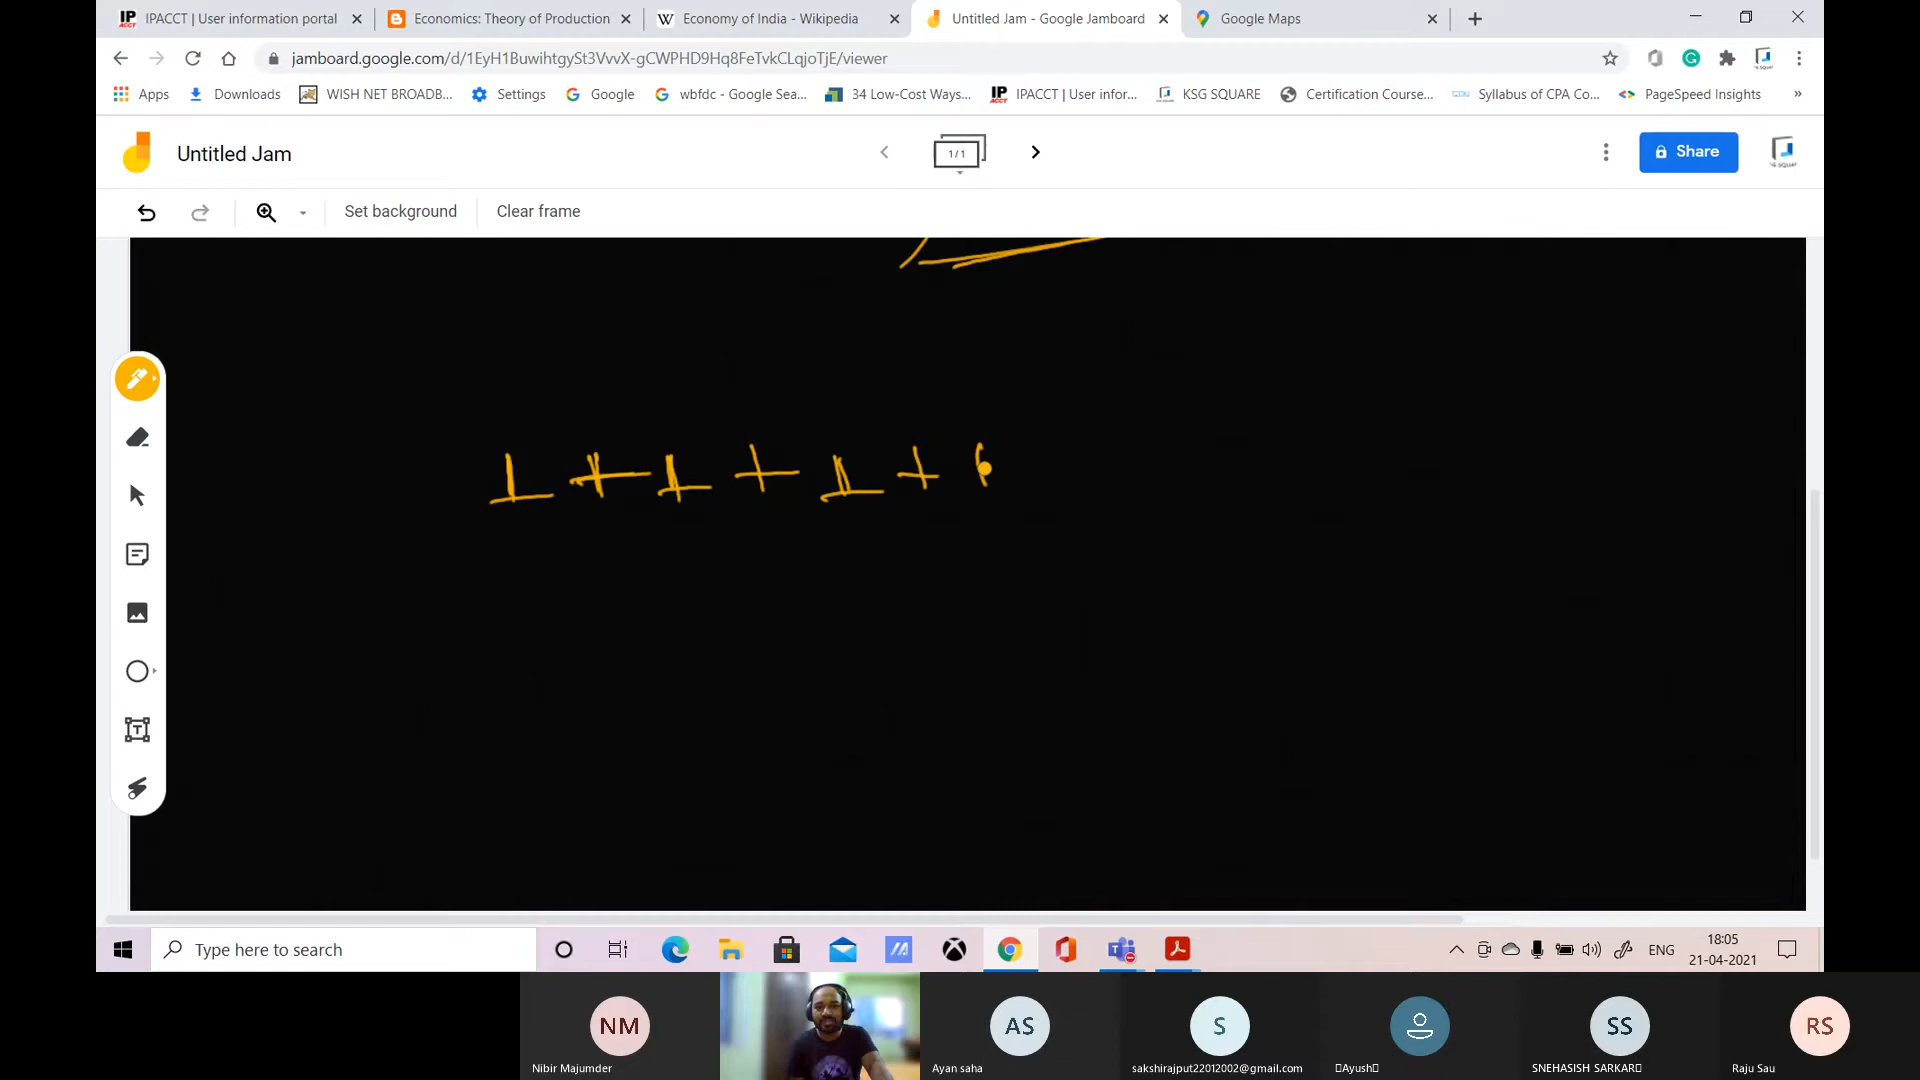 IPACCT | User information portal
Economics: Theory of Production
Economy of India - Wikipedia
Untitled Jam - Google Jamboard
Google Maps
jamboard.google.com/d/1EyH1BuwihtgySt3VvvX-gCWPHD9Hq8FeTvkCLqjoTjE/viewer
Apps Downloads WISH NET BROADB... Settings Google wbfdc - Google Sea... 34 Low-Cost Ways... IPACCT | User infor... KSG SQUARE Certification Course... Syllabus of CPA Co... PageSpeed Insights »
Untitled Jam
1/1
Share
Set background Clear frame
1 + 1 + 1 +
Type here to search
ENG
18:05
21-04-2021
NM AS S SS RS
Nibir Majumder Ayan saha sakshirajput22012002@gmail.com Ayush SNEHASISH SARKAR Raju Sau